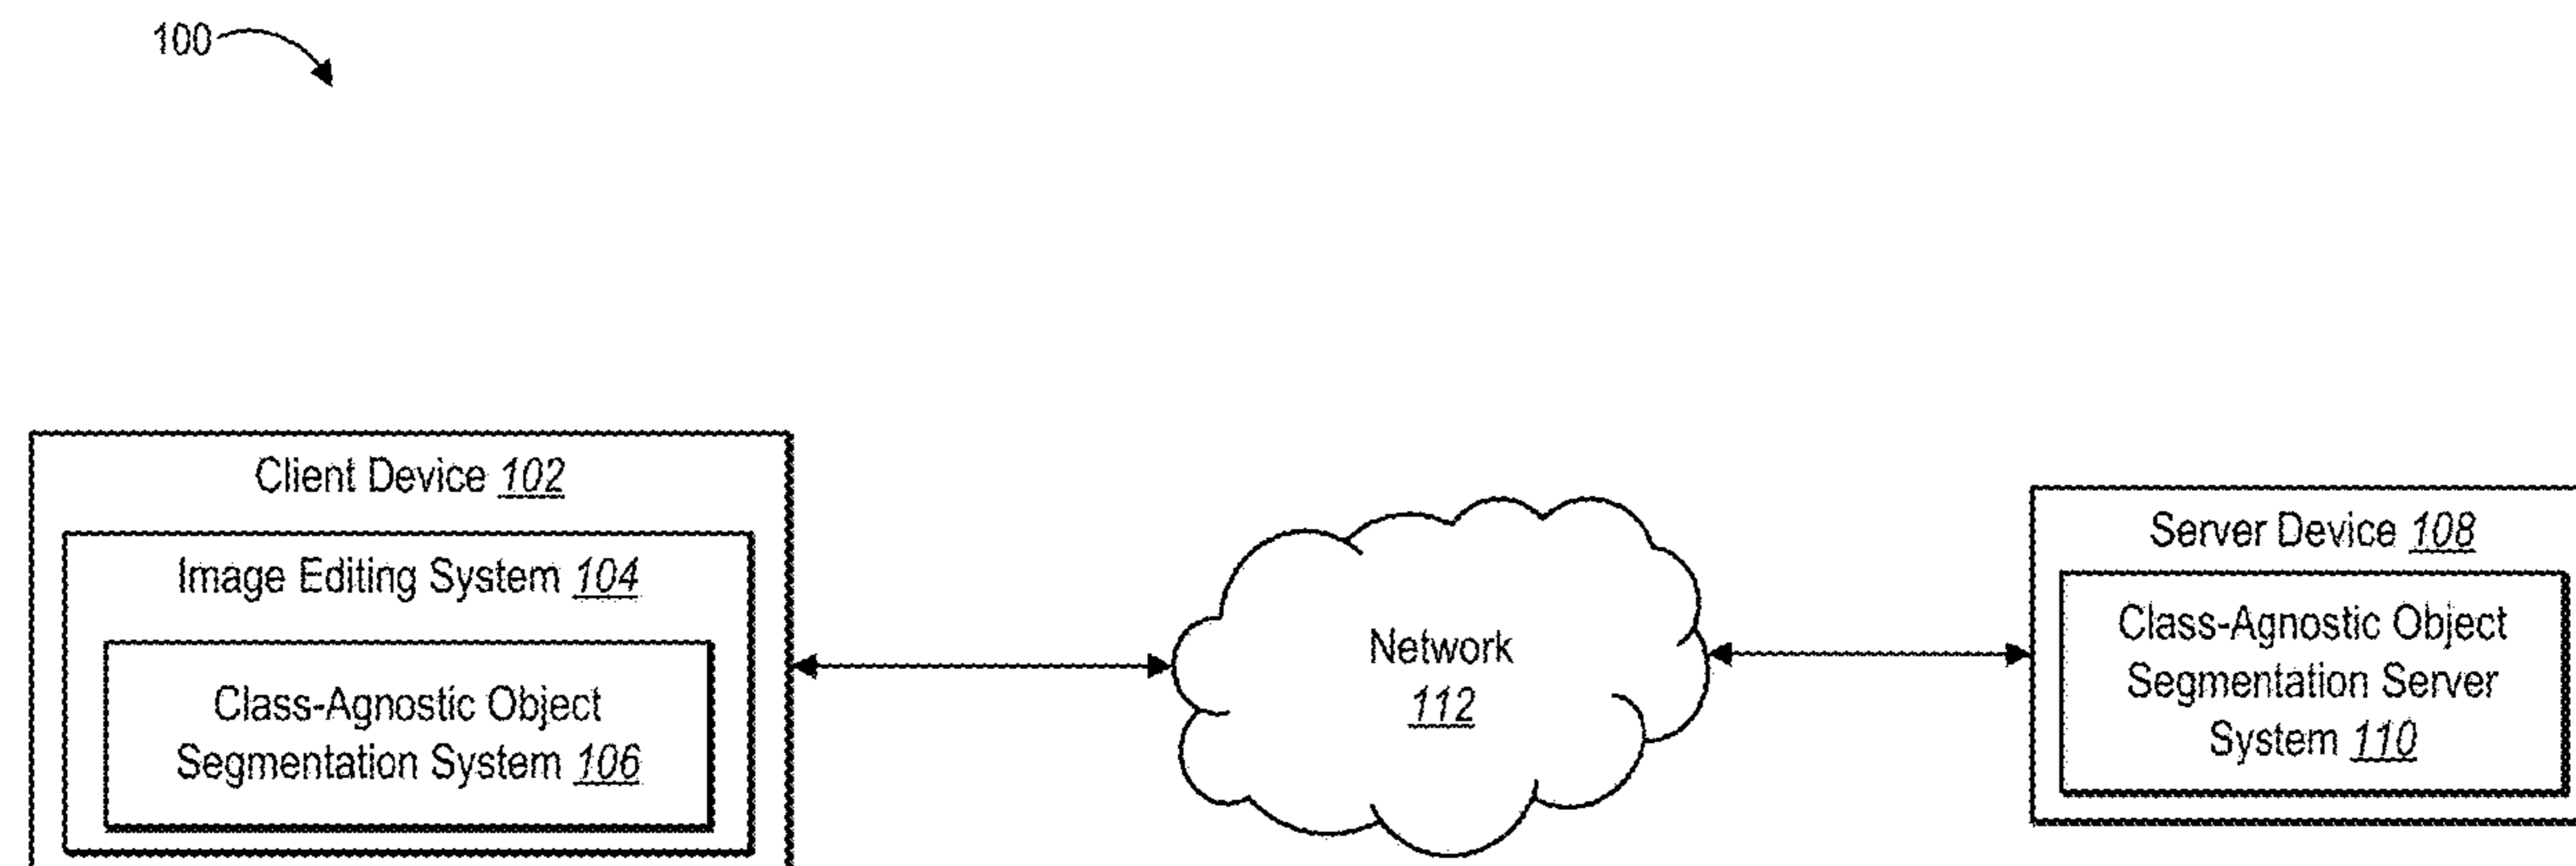 100
Client Device 102
Image Editing System 104
Class-Agnostic Object
Segmentation System 106
Network
112
Server Device 108
Class-Agnostic Object
Segmentation Server
System 110